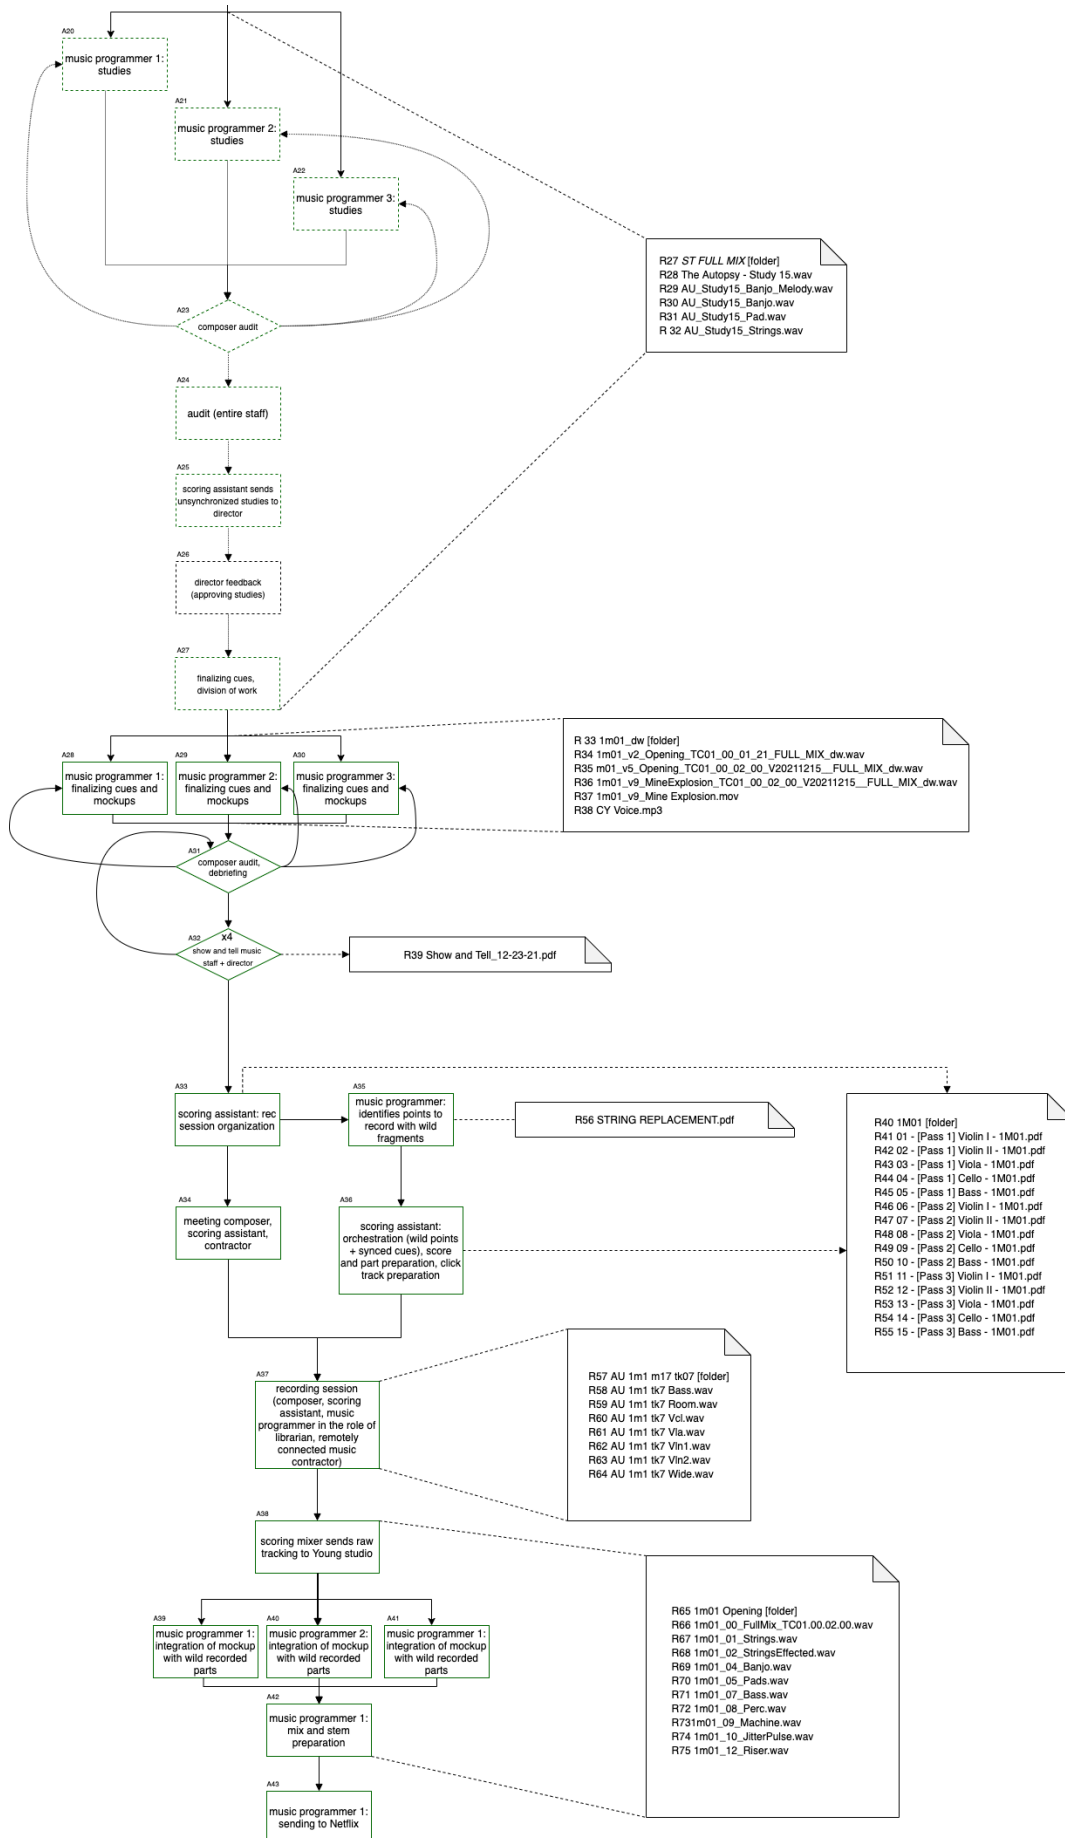 A20
music programmer 1:
studies
A21
music programmer 2:
studies
A22
music programmer 3:
studies
R27 ST FULL MIX [folder]
R28 The Autopsy - Study 15.wav
R29 AU_Study15_Banjo_Melody.wav
R30 AU_Study15_Banjo.wav
R31 AU_Study15_Pad.wav
R 32 AU_Study15_Strings.wav
A23
composer audit
A24
audit (entire staff)
A25
scoring assistant sends
unsynchronized studies to
director
A26
director feedback
(approving studies)
A27
finalizing cues,
division of work
A28
music programmer 1:
finalizing cues and
mockups
A29
music programmer 2:
finalizing cues and
mockups
A30
music programmer 3:
finalizing cues and
mockups
R 33 1m01_dw [folder]
R34 1m01_v2_Opening_TC01_00_01_21_FULL_MIX_dw.wav
R35 m01_v5_Opening_TC01_00_02_00_V20211215__FULL_MIX_dw.wav
R36 1m01_v9_MineExplosion_TC01_00_02_00_V20211215__FULL_MIX_dw.wav
R37 1m01_v9_Mine Explosion.mov
R38 CY Voice.mp3
A31
composer audit,
debriefing
A32
x4
show and tell music
staff + director
R39 Show and Tell_12-23-21.pdf
A33
scoring assistant: rec
session organization
A35
music programmer:
identifies points to
record with wild
fragments
R56 STRING REPLACEMENT.pdf
R40 1M01 [folder]
R41 01 - [Pass 1] Violin I - 1M01.pdf
R42 02 - [Pass 1] Violin II - 1M01.pdf
R43 03 - [Pass 1] Viola - 1M01.pdf
R44 04 - [Pass 1] Cello - 1M01.pdf
R45 05 - [Pass 1] Bass - 1M01.pdf
R46 06 - [Pass 2] Violin I - 1M01.pdf
R47 07 - [Pass 2] Violin II - 1M01.pdf
R48 08 - [Pass 2] Viola - 1M01.pdf
R49 09 - [Pass 2] Cello - 1M01.pdf
R50 10 - [Pass 2] Bass - 1M01.pdf
R51 11 - [Pass 3] Violin I - 1M01.pdf
R52 12 - [Pass 3] Violin II - 1M01.pdf
R53 13 - [Pass 3] Viola - 1M01.pdf
R54 14 - [Pass 3] Cello - 1M01.pdf
R55 15 - [Pass 3] Bass - 1M01.pdf
A34
meeting composer,
scoring assistant,
contractor
A36
scoring assistant:
orchestration (wild points
+ synced cues), score
and part preparation, click
track preparation
A37
recording session
(composer, scoring
assistant, music
programmer in the role of
librarian, remotely
connected music
contractor)
R57 AU 1m1 m17 tk07 [folder]
R58 AU 1m1 tk7 Bass.wav
R59 AU 1m1 tk7 Room.wav
R60 AU 1m1 tk7 Vcl.wav
R61 AU 1m1 tk7 Vla.wav
R62 AU 1m1 tk7 Vln1.wav
R63 AU 1m1 tk7 Vln2.wav
R64 AU 1m1 tk7 Wide.wav
A38
scoring mixer sends raw
tracking to Young studio
A39
music programmer 1:
integration of mockup
with wild recorded
parts
A40
music programmer 2:
integration of mockup
with wild recorded
parts
A41
music programmer 1:
integration of mockup
with wild recorded
parts
R65 1m01 Opening [folder]
R66 1m01_00_FullMix_TC01.00.02.00.wav
R67 1m01_01_Strings.wav
R68 1m01_02_StringsEffected.wav
R69 1m01_04_Banjo.wav
R70 1m01_05_Pads.wav
R71 1m01_07_Bass.wav
R72 1m01_08_Perc.wav
R731m01_09_Machine.wav
R74 1m01_10_JitterPulse.wav
R75 1m01_12_Riser.wav
A42
music programmer 1:
mix and stem
preparation
A43
music programmer 1:
sending to Netflix